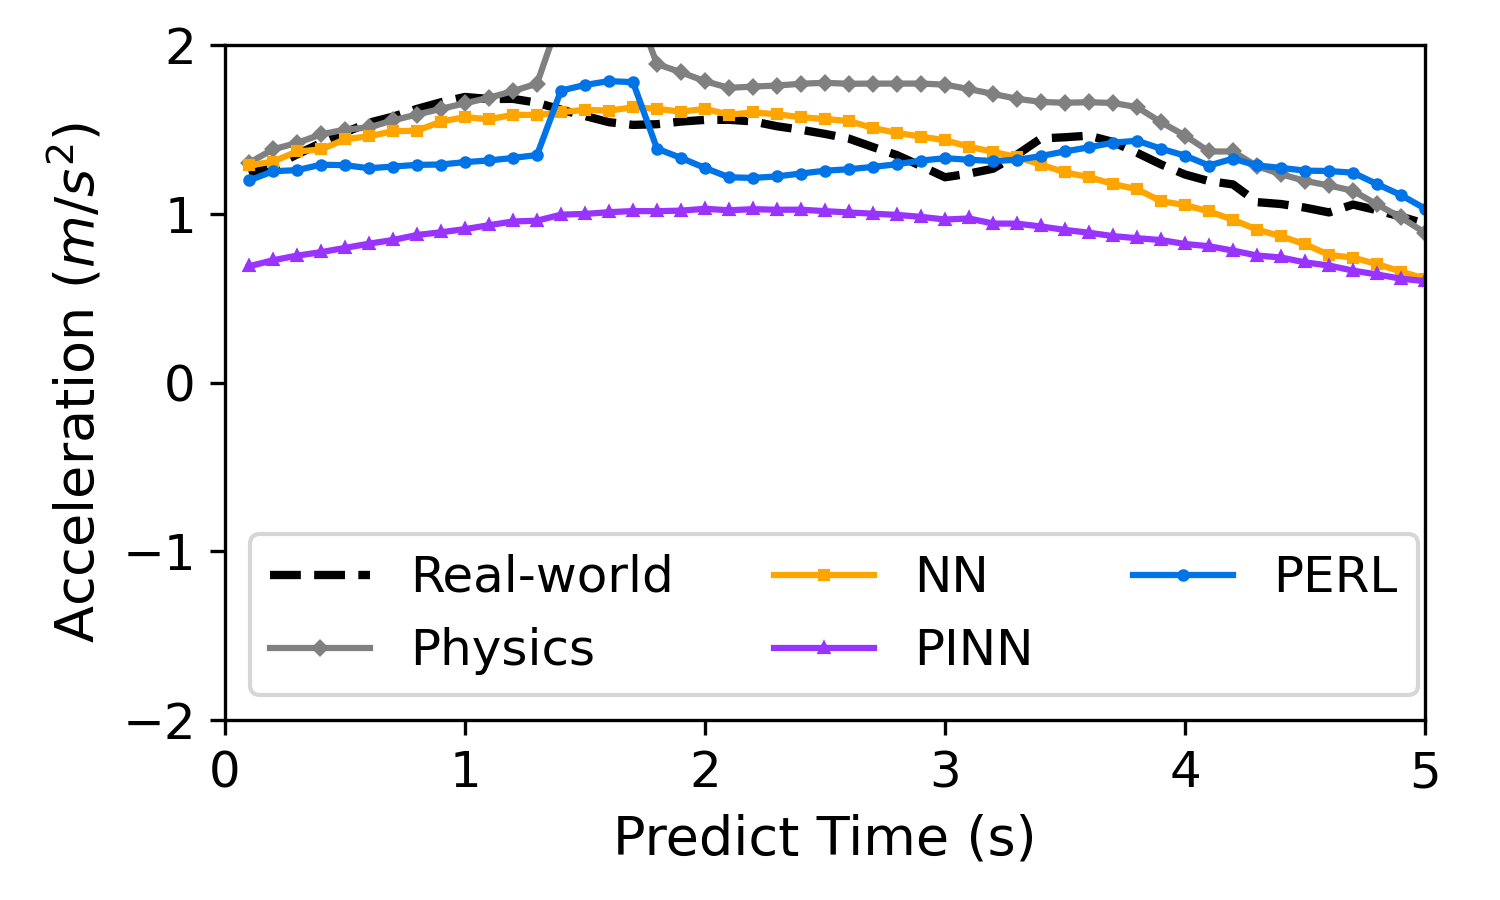 2
1
0
−1
−2
Acceleration (m/s²)
Real-world
Physics
NN
PINN
PERL
0 1 2 3 4 5
Predict Time (s)